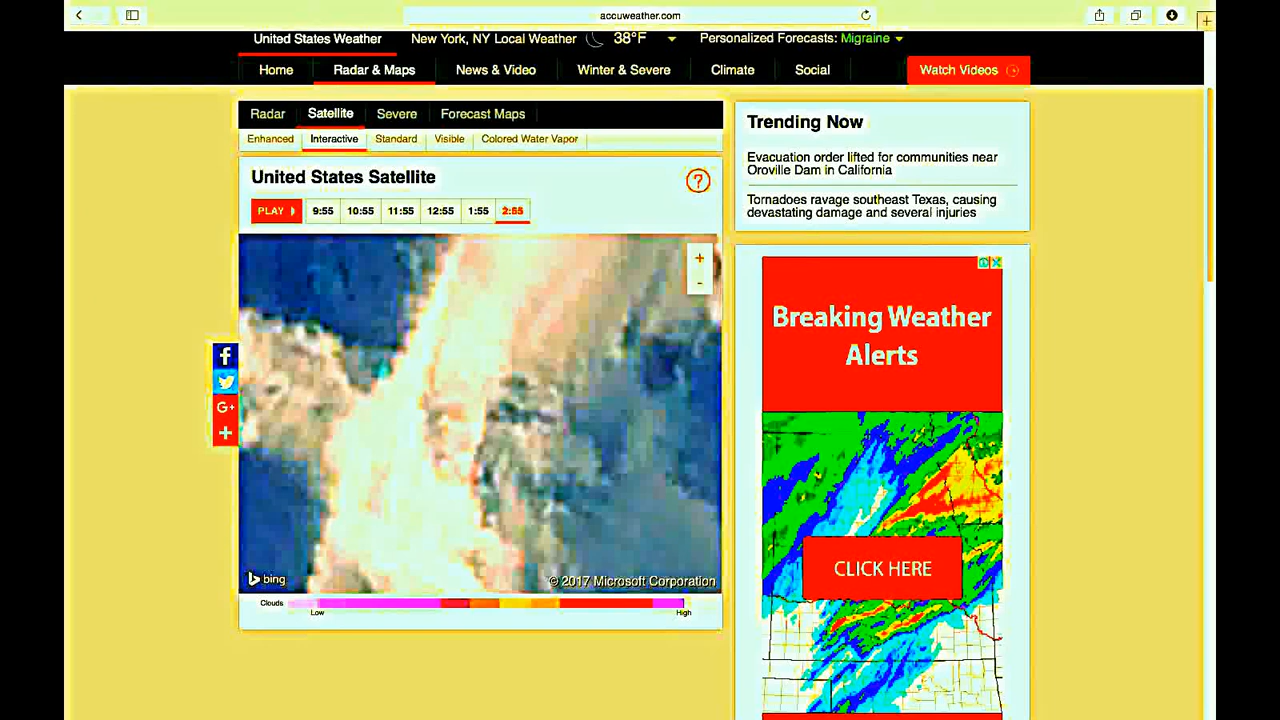 accuweather.com
United States Weather
New York, NY Local Weather
38°F
Personalized Forecasts: Migraine
Home
Radar & Maps
News & Video
Winter & Severe
Climate
Social
Watch Videos
Radar
Satellite
Severe
Forecast Maps
Enhanced
Interactive
Standard
Visible
Colored Water Vapor
United States Satellite
?
PLAY
9:55
10:55
11:55
12:55
1:55
2:55
+
-
bing
© 2017 Microsoft Corporation
Clouds
Low
High
f
G+
+
Trending Now
Evacuation order lifted for communities near
Oroville Dam in California
Tornadoes ravage southeast Texas, causing
devastating damage and several injuries
Breaking Weather
Alerts
CLICK HERE